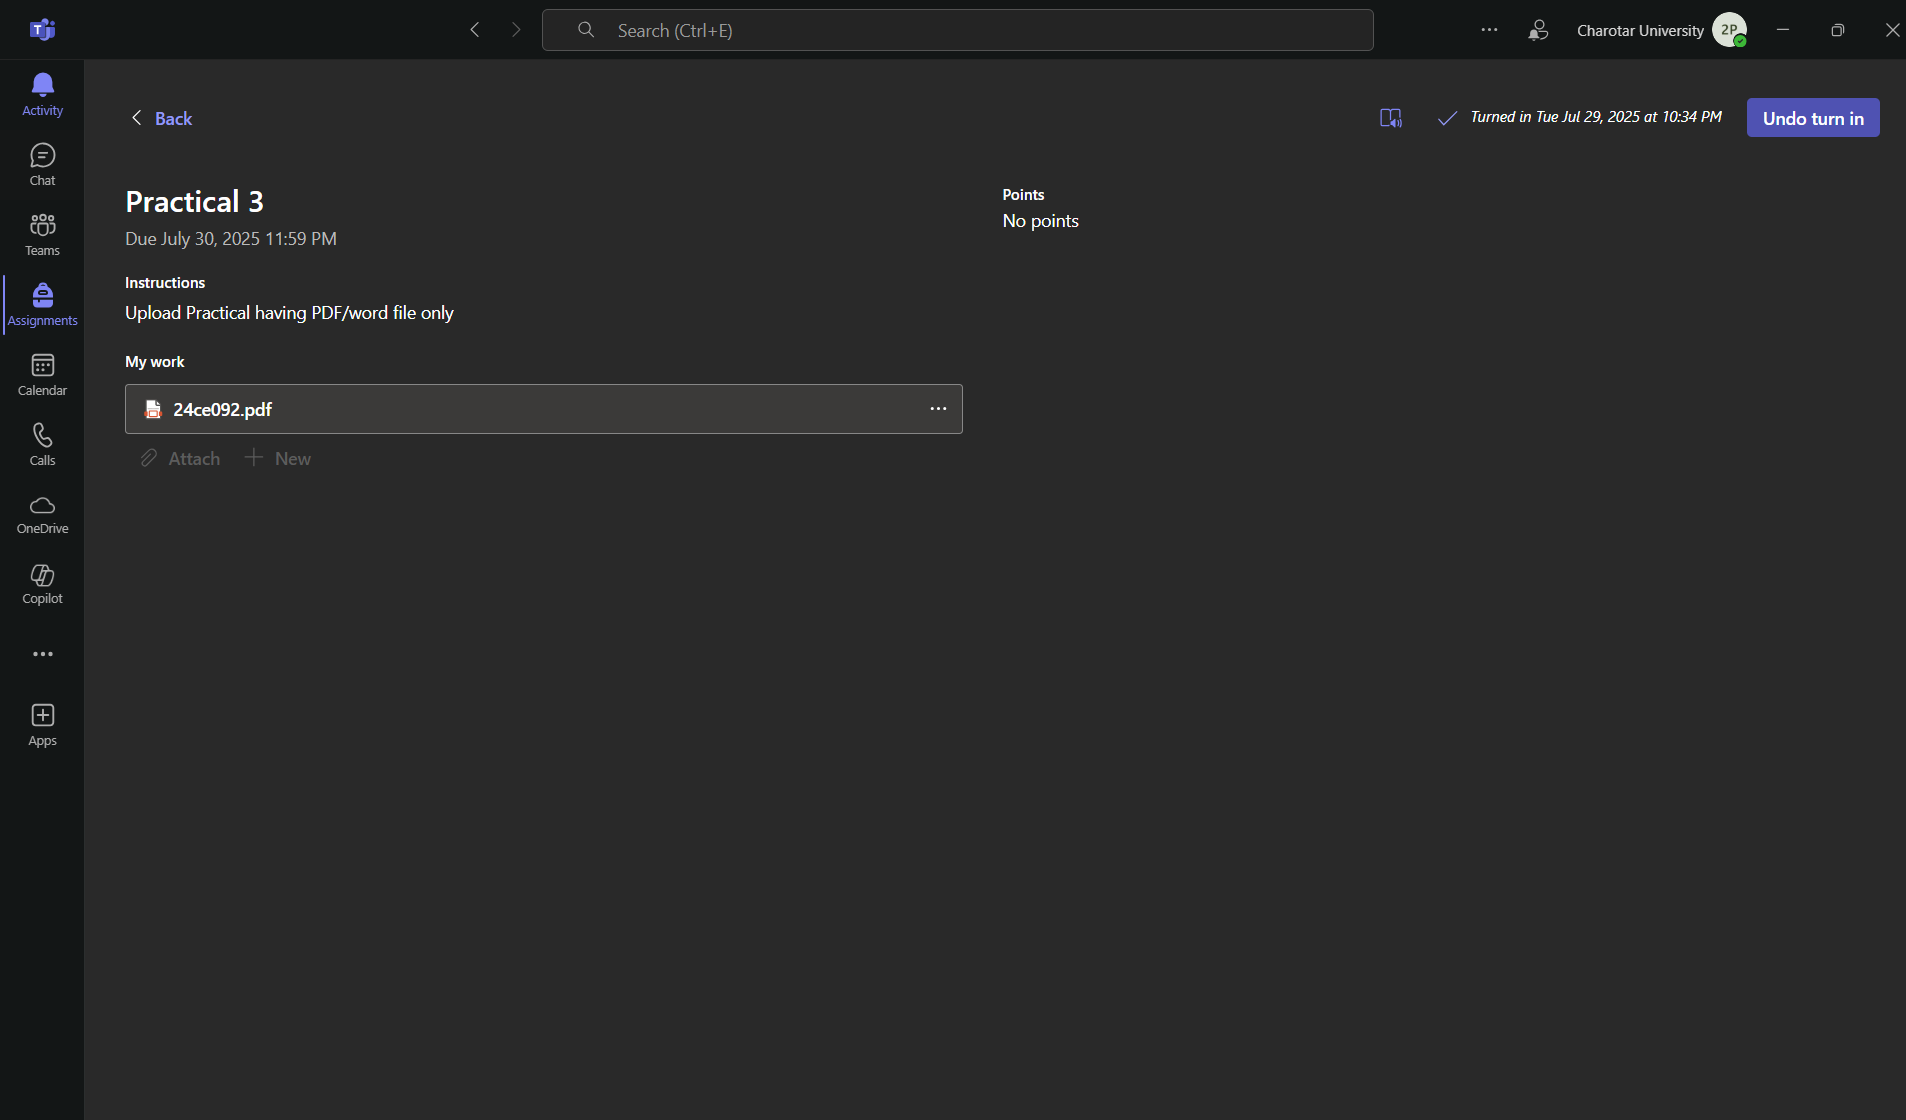 Search (Ctrl+E)
Charotar University
2P
Activity
Chat
Teams
Assignments
Calendar
Calls
OneDrive
Copilot
Apps
Back
Turned in Tue Jul 29, 2025 at 10:34 PM
Undo turn in
Practical 3
Due July 30, 2025 11:59 PM
Instructions
Upload Practical having PDF/word file only
My work
24ce092.pdf
Attach
New
Points
No points